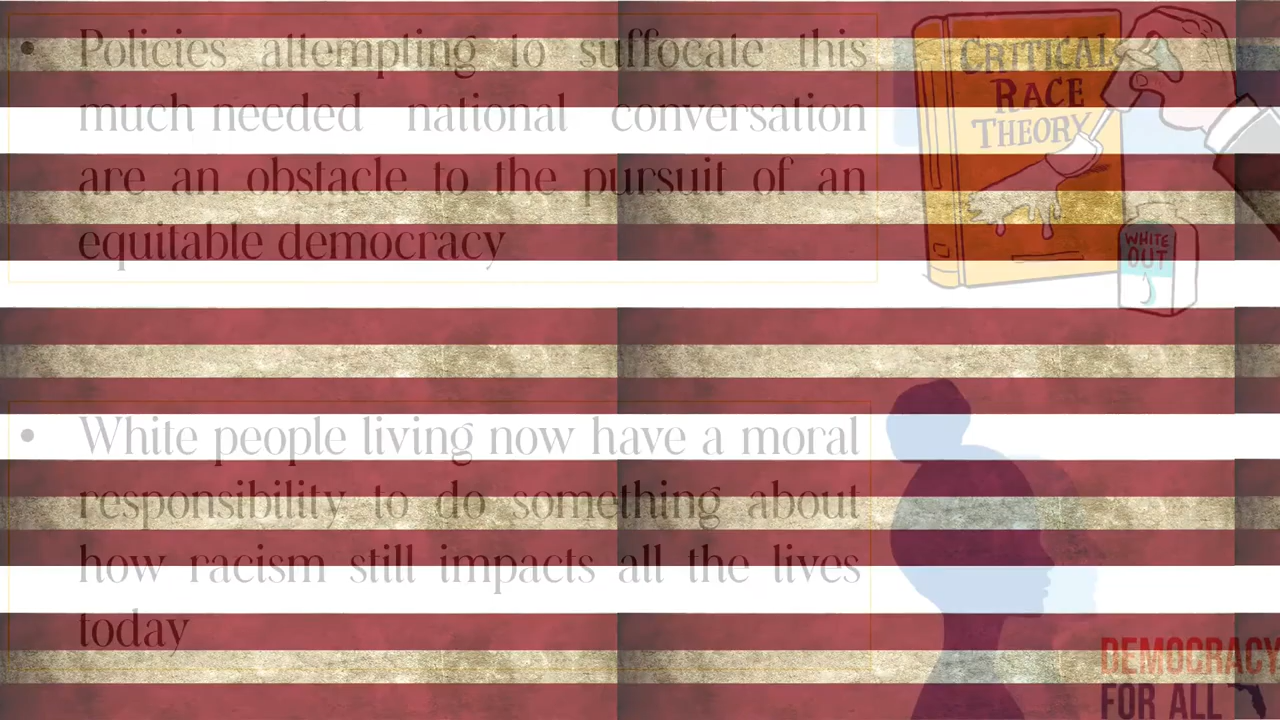 • Policies attempting to suffocate this
much needed national conversation
are an obstacle to the pursuit of an
equitable democracy
CRITICAL
RACE
THEORY
WHITE
OUT
• White people living now have a moral
responsibility to do something about
how racism still impacts all the lives
today
DEMOCRACY
FOR ALL